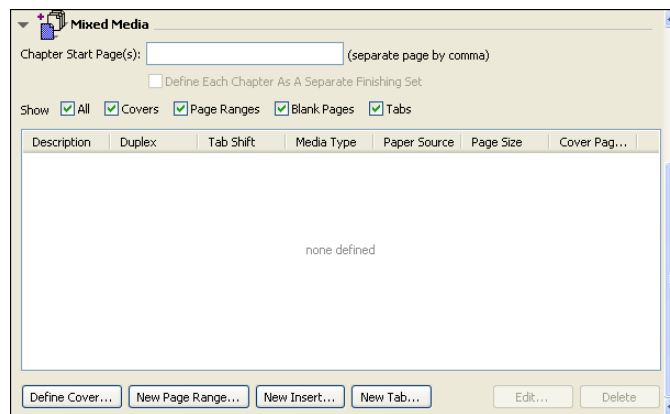 Mixed Media
Chapter Start Page(s): (separate page by comma)
Define Each Chapter As A Separate Finishing Set
Show All Covers Page Ranges Blank Pages Tabs
Description Duplex Tab Shift Media Type Paper Source Page Size Cover Pag...
none defined
Define Cover... New Page Range... New Insert... New Tab... Edit... Delete